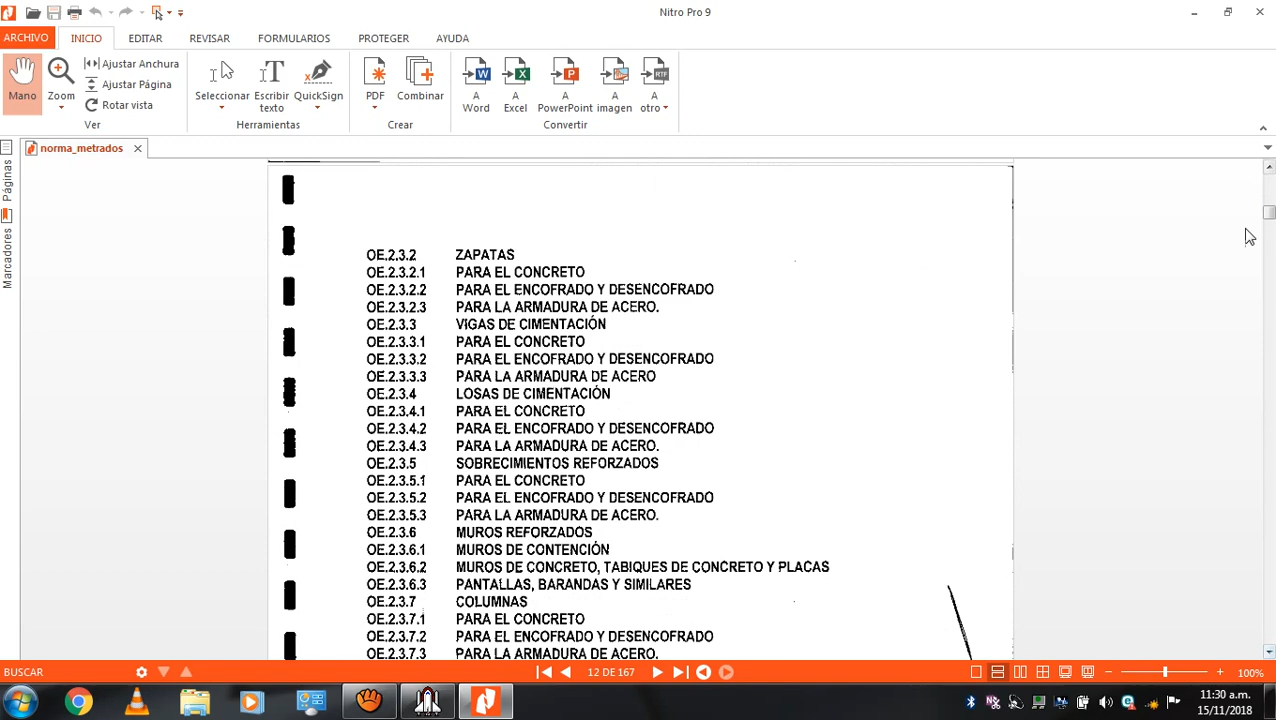 Nitro Pro 9
ARCHIVO INICIO EDITAR REVISAR FORMULARIOS PROTEGER AYUDA
Mano
Zoom
Ajustar Anchura
Ajustar Página
Rotar vista
Ver
Seleccionar
Escribir texto
QuickSign
Herramientas
PDF
Combinar
Crear
A Word
A Excel
A PowerPoint
A imagen
A otro
Convertir
norma_metrados
Páginas
Marcadores
OE.2.3.2 ZAPATAS
OE.2.3.2.1 PARA EL CONCRETO
OE.2.3.2.2 PARA EL ENCOFRADO Y DESENCOFRADO
OE.2.3.2.3 PARA LA ARMADURA DE ACERO.
OE.2.3.3 VIGAS DE CIMENTACIÓN
OE.2.3.3.1 PARA EL CONCRETO
OE.2.3.3.2 PARA EL ENCOFRADO Y DESENCOFRADO
OE.2.3.3.3 PARA LA ARMADURA DE ACERO
OE.2.3.4 LOSAS DE CIMENTACIÓN
OE.2.3.4.1 PARA EL CONCRETO
OE.2.3.4.2 PARA EL ENCOFRADO Y DESENCOFRADO
OE.2.3.4.3 PARA LA ARMADURA DE ACERO.
OE.2.3.5 SOBRECIMIENTOS REFORZADOS
OE.2.3.5.1 PARA EL CONCRETO
OE.2.3.5.2 PARA EL ENCOFRADO Y DESENCOFRADO
OE.2.3.5.3 PARA LA ARMADURA DE ACERO.
OE.2.3.6 MUROS REFORZADOS
OE.2.3.6.1 MUROS DE CONTENCIÓN
OE.2.3.6.2 MUROS DE CONCRETO, TABIQUES DE CONCRETO Y PLACAS
OE.2.3.6.3 PANTALLAS, BARANDAS Y SIMILARES
OE.2.3.7 COLUMNAS
OE.2.3.7.1 PARA EL CONCRETO
OE.2.3.7.2 PARA EL ENCOFRADO Y DESENCOFRADO
OE.2.3.7.3 PARA LA ARMADURA DE ACERO.
BUSCAR
12 DE 167
100%
11:30 a.m.
15/11/2018